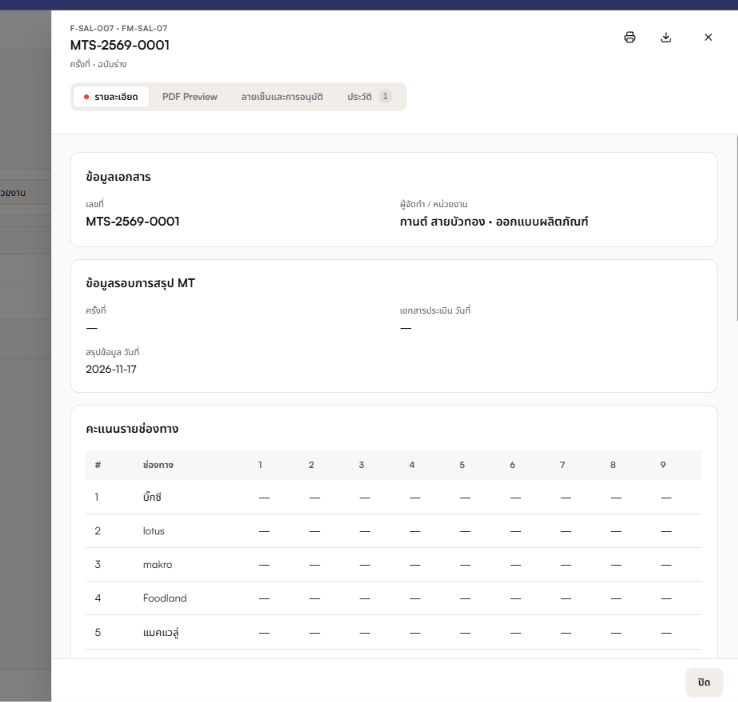 F-SAL-007 • FM-SAL-07
MTS-2569-0001
ครั้งที่ • ฉบับร่าง
รายละเอียด PDF Preview ลายเซ็นและการอนุมัติ ประวัติ 1
ข้อมูลเอกสาร
เลขที่ ผู้จัดทำ / หน่วยงาน
MTS-2569-0001 กานต์ สายบัวทอง • ออกแบบผลิตภัณฑ์
ข้อมูลรอบการสรุป MT
ครั้งที่ เอกสารประเมิน วันที่
— —
สรุปข้อมูล วันที่
2026-11-17
คะแนนรายช่องทาง
# ช่องทาง 1 2 3 4 5 6 7 8 9
1 บิ๊กซี — — — — — — — — —
2 lotus — — — — — — — — —
3 makro — — — — — — — — —
4 Foodland — — — — — — — — —
5 แมคแวลู่ — — — — — — — — —
ปิด